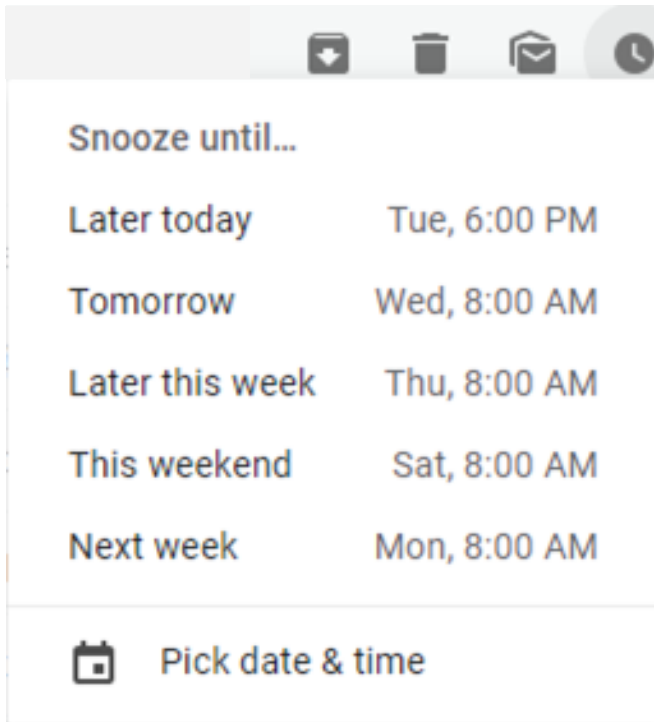 Snooze until...
Later today Tue, 6:00 PM
Tomorrow Wed, 8:00 AM
Later this week Thu, 8:00 AM
This weekend Sat, 8:00 AM
Next week Mon, 8:00 AM
Pick date & time